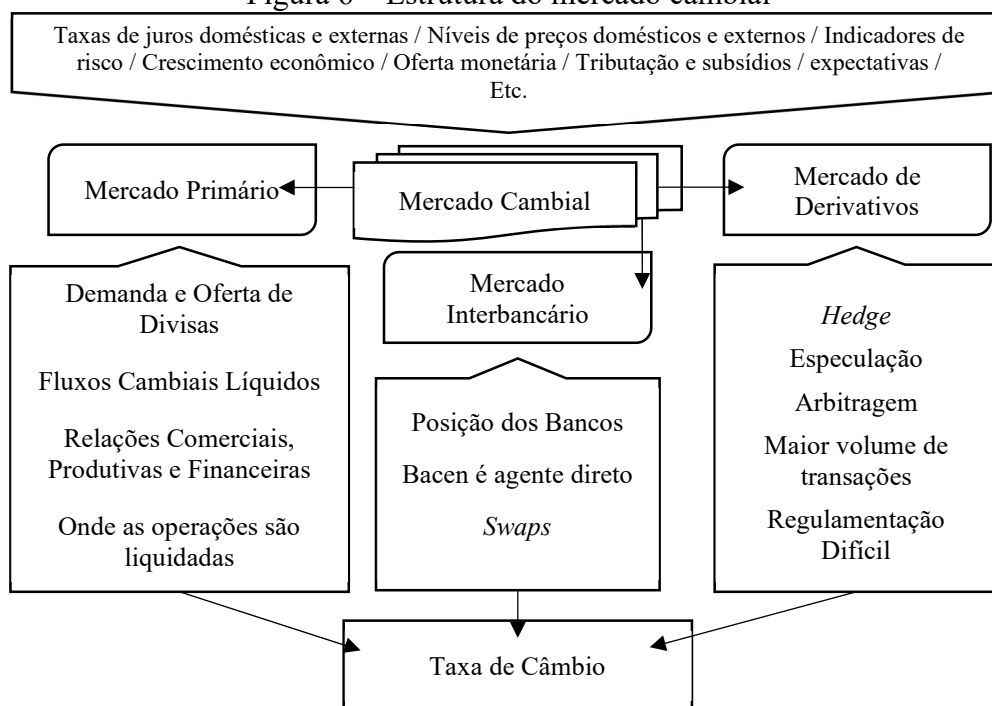 Figura 6 – Estrutura do mercado cambial
Taxas de juros domésticas e externas / Níveis de preços domésticos e externos / Indicadores de
risco / Crescimento econômico / Oferta monetária / Tributação e subsídios / expectativas /
Etc.
Mercado Primário
Mercado Cambial
Mercado de
Derivativos
Mercado
Interbancário
Demanda e Oferta de
Divisas
Fluxos Cambiais Líquidos
Relações Comerciais,
Produtivas e Financeiras
Onde as operações são
liquidadas
Posição dos Bancos
Bacen é agente direto
Swaps
Hedge
Especulação
Arbitragem
Maior volume de
transações
Regulamentação
Difícil
Taxa de Câmbio